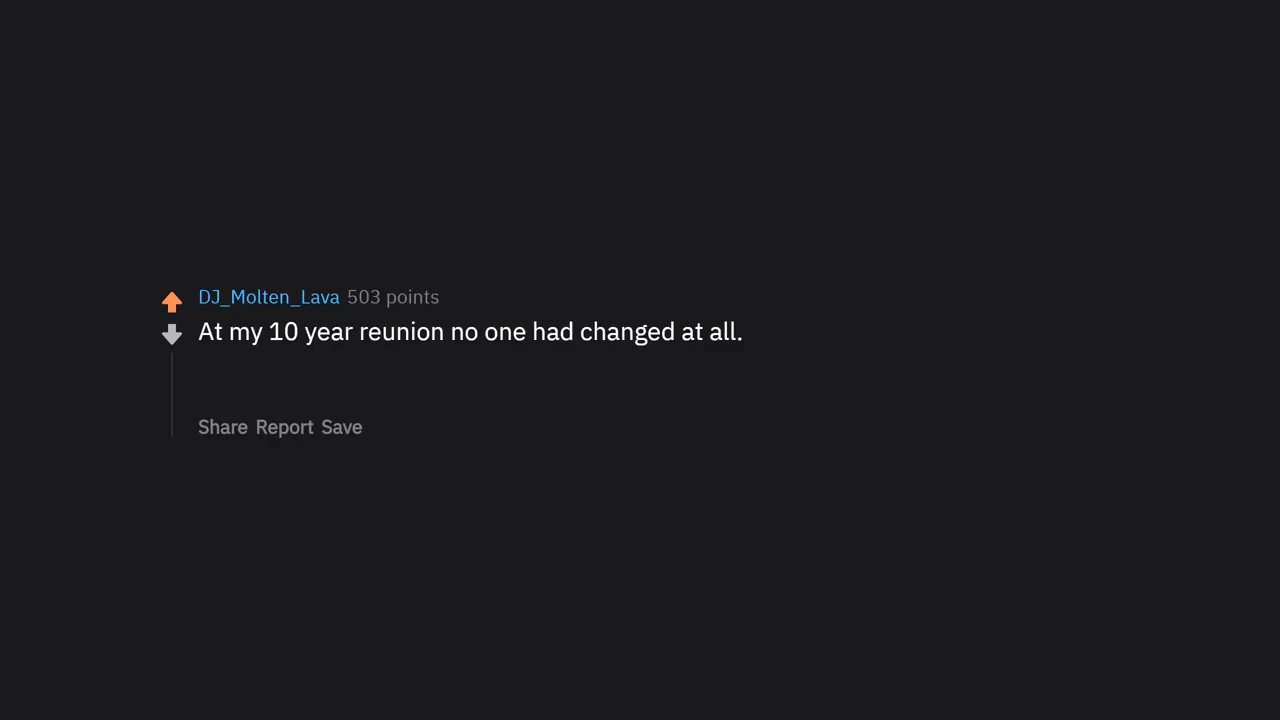 DJ_Molten_Lava 503 points
At my 10 year reunion no one had changed at all.
Share Report Save